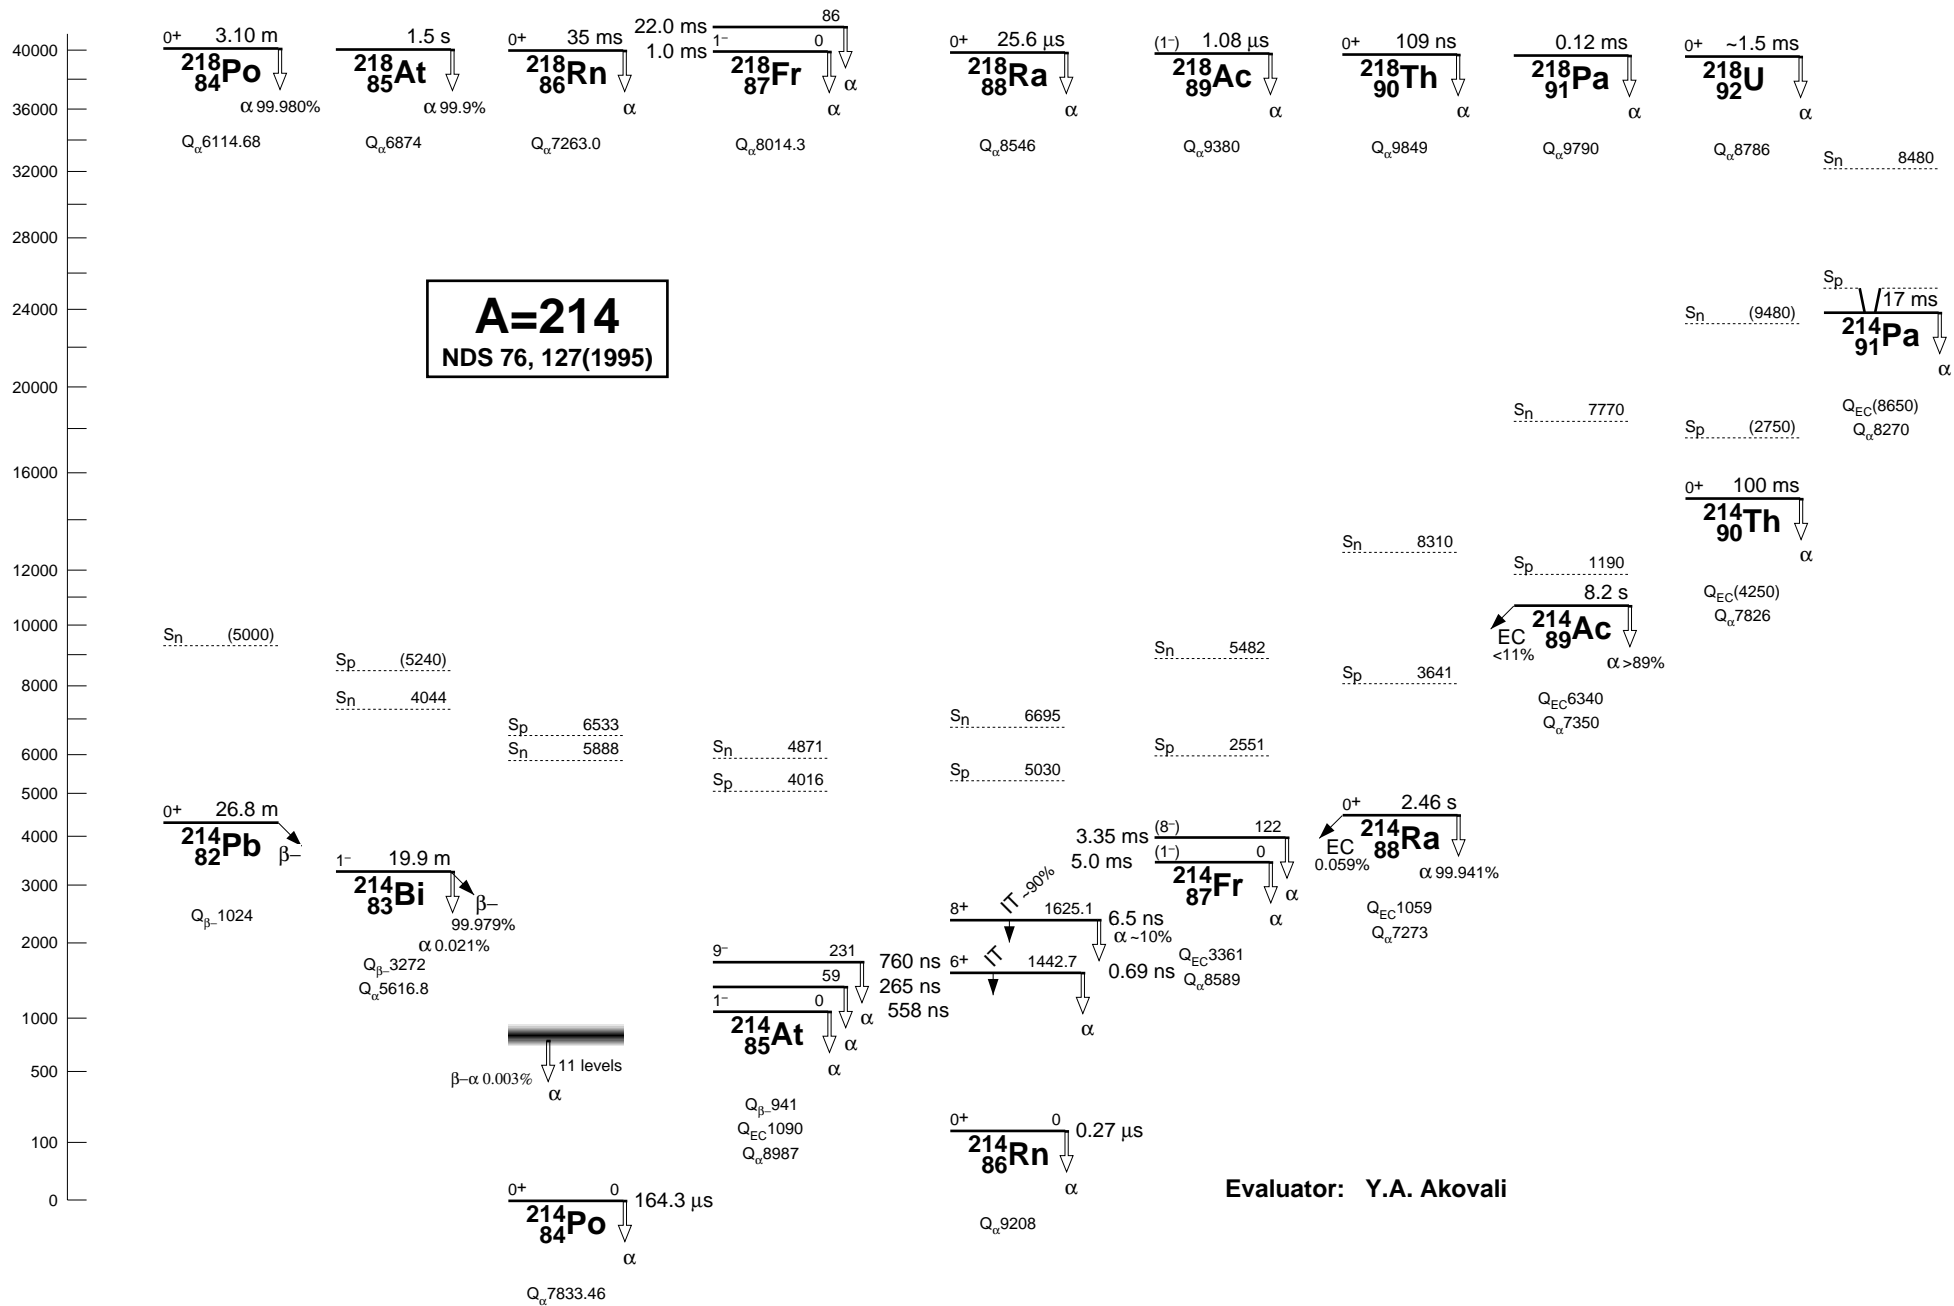 40000
36000
32000
28000
24000
20000
16000
12000
10000
8000
6000
5000
4000
3000
2000
1000
500
100
0
A=214
NDS 76, 127(1995)
0+ 3.10 m
218 84 Po
α 99.980%
Qα6114.68
1.5 s
218 85 At
α 99.9%
Qα6874
0+ 35 ms
218 86 Rn
α
Qα7263.0
22.0 ms 86
1.0 ms 1− 0
218 87 Fr
α
α
Qα8014.3
0+ 25.6 µs
218 88 Ra
α
Qα8546
(1−) 1.08 µs
218 89 Ac
α
Qα9380
0+ 109 ns
218 90 Th
α
Qα9849
0.12 ms
218 91 Pa
α
Qα9790
0+ ~1.5 ms
218 92 U
α
Qα8786
Sn (5000)
0+ 26.8 m
214 82 Pb
β−
Qβ−1024
Sp (5240)
Sn 4044
1− 19.9 m
214 83 Bi
β−
99.979%
α 0.021%
Qβ−3272
Qα5616.8
Sp 6533
Sn 5888
11 levels
β−α 0.003%
α
0+ 0
164.3 µs
214 84 Po
α
Qα7833.46
Sn 4871
Sp 4016
9− 231
760 ns
59
265 ns
1− 0
558 ns
214 85 At
α
α
α
Qβ−941
QEC1090
Qα8987
Sn 6695
Sp 5030
IT ~90%
8+ 1625.1
6.5 ns
α ~10%
IT
6+ 1442.7
0.69 ns
α
0+ 0
0.27 µs
214 86 Rn
α
Qα9208
Sn 5482
Sp 2551
3.35 ms (8−) 122
5.0 ms (1−) 0
214 87 Fr
α
α
QEC3361
Qα8589
Sn 8310
Sp 3641
0+ 2.46 s
214 88 Ra
EC
0.059%
α 99.941%
QEC1059
Qα7273
Sn 7770
Sp 1190
8.2 s
214 89 Ac
EC
<11%
α >89%
QEC6340
Qα7350
Sn (9480)
Sp (2750)
0+ 100 ms
214 90 Th
α
QEC(4250)
Qα7826
Sn 8480
Sp
17 ms
214 91 Pa
α
QEC(8650)
Qα8270
Evaluator: Y.A. Akovali